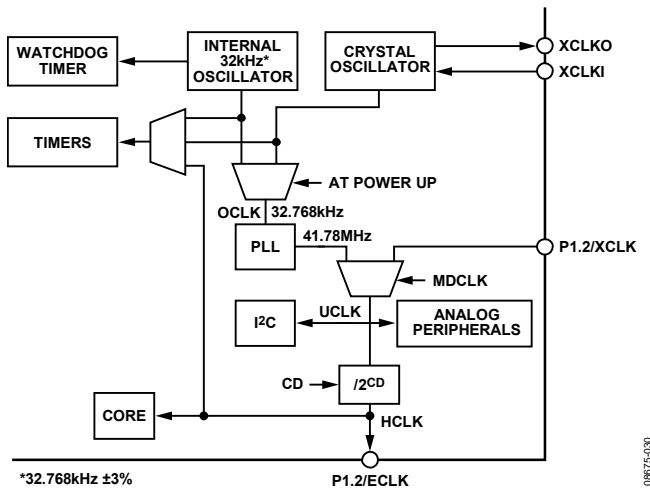 WATCHDOG
TIMER
INTERNAL
32kHz*
OSCILLATOR
CRYSTAL
OSCILLATOR
XCLKO
XCLKI
TIMERS
AT POWER UP
OCLK 32.768kHz
PLL
41.78MHz
P1.2/XCLK
MDCLK
I2C
UCLK
ANALOG
PERIPHERALS
CD
/2CD
CORE
HCLK
*32.768kHz ±3%
P1.2/ECLK
08675-030